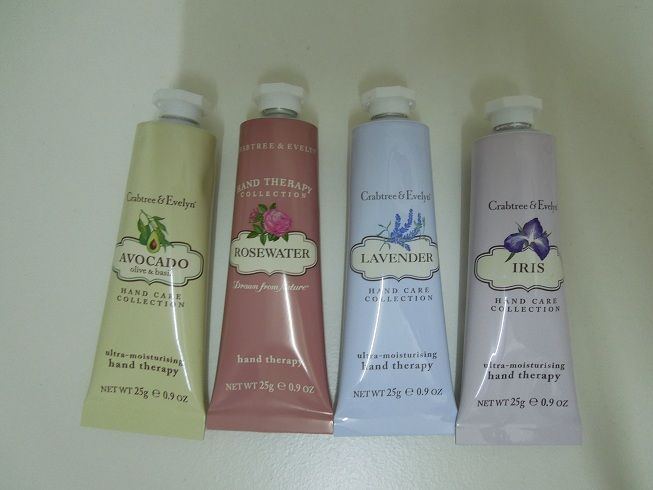 Crabtree & Evelyn®
AVOCADO
olive & basil
HAND CARE
COLLECTION
ultra-moisturising
hand therapy
NET WT 25g ℮ 0.9 OZ
CRABTREE & EVELYN®
HAND THERAPY
COLLECTION
ROSEWATER
Drawn from Nature®
hand therapy
NET WT 25g ℮ 0.9 OZ
Crabtree & Evelyn®
LAVENDER
HAND CARE
COLLECTION
ultra-moisturising
hand therapy
NET WT 25g ℮ 0.9 OZ
Crabtree & Evelyn®
IRIS
HAND CARE
COLLECTION
ultra-moisturising
hand therapy
NET WT 25g ℮ 0.9 OZ